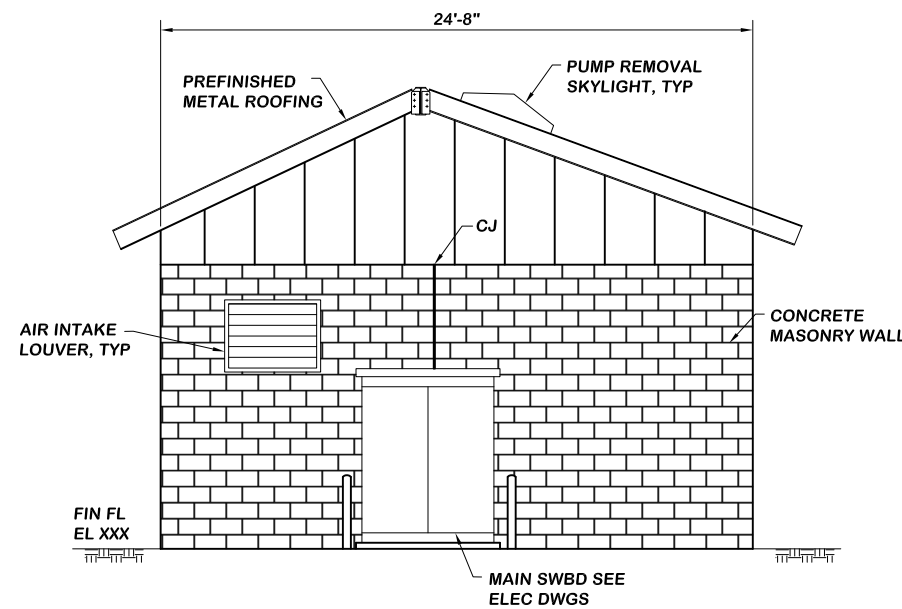 24'-8"
PREFINISHED
METAL ROOFING
PUMP REMOVAL
SKYLIGHT, TYP
CJ
AIR INTAKE
LOUVER, TYP
CONCRETE
MASONRY WALL
FIN FL
EL XXX
MAIN SWBD SEE
ELEC DWGS